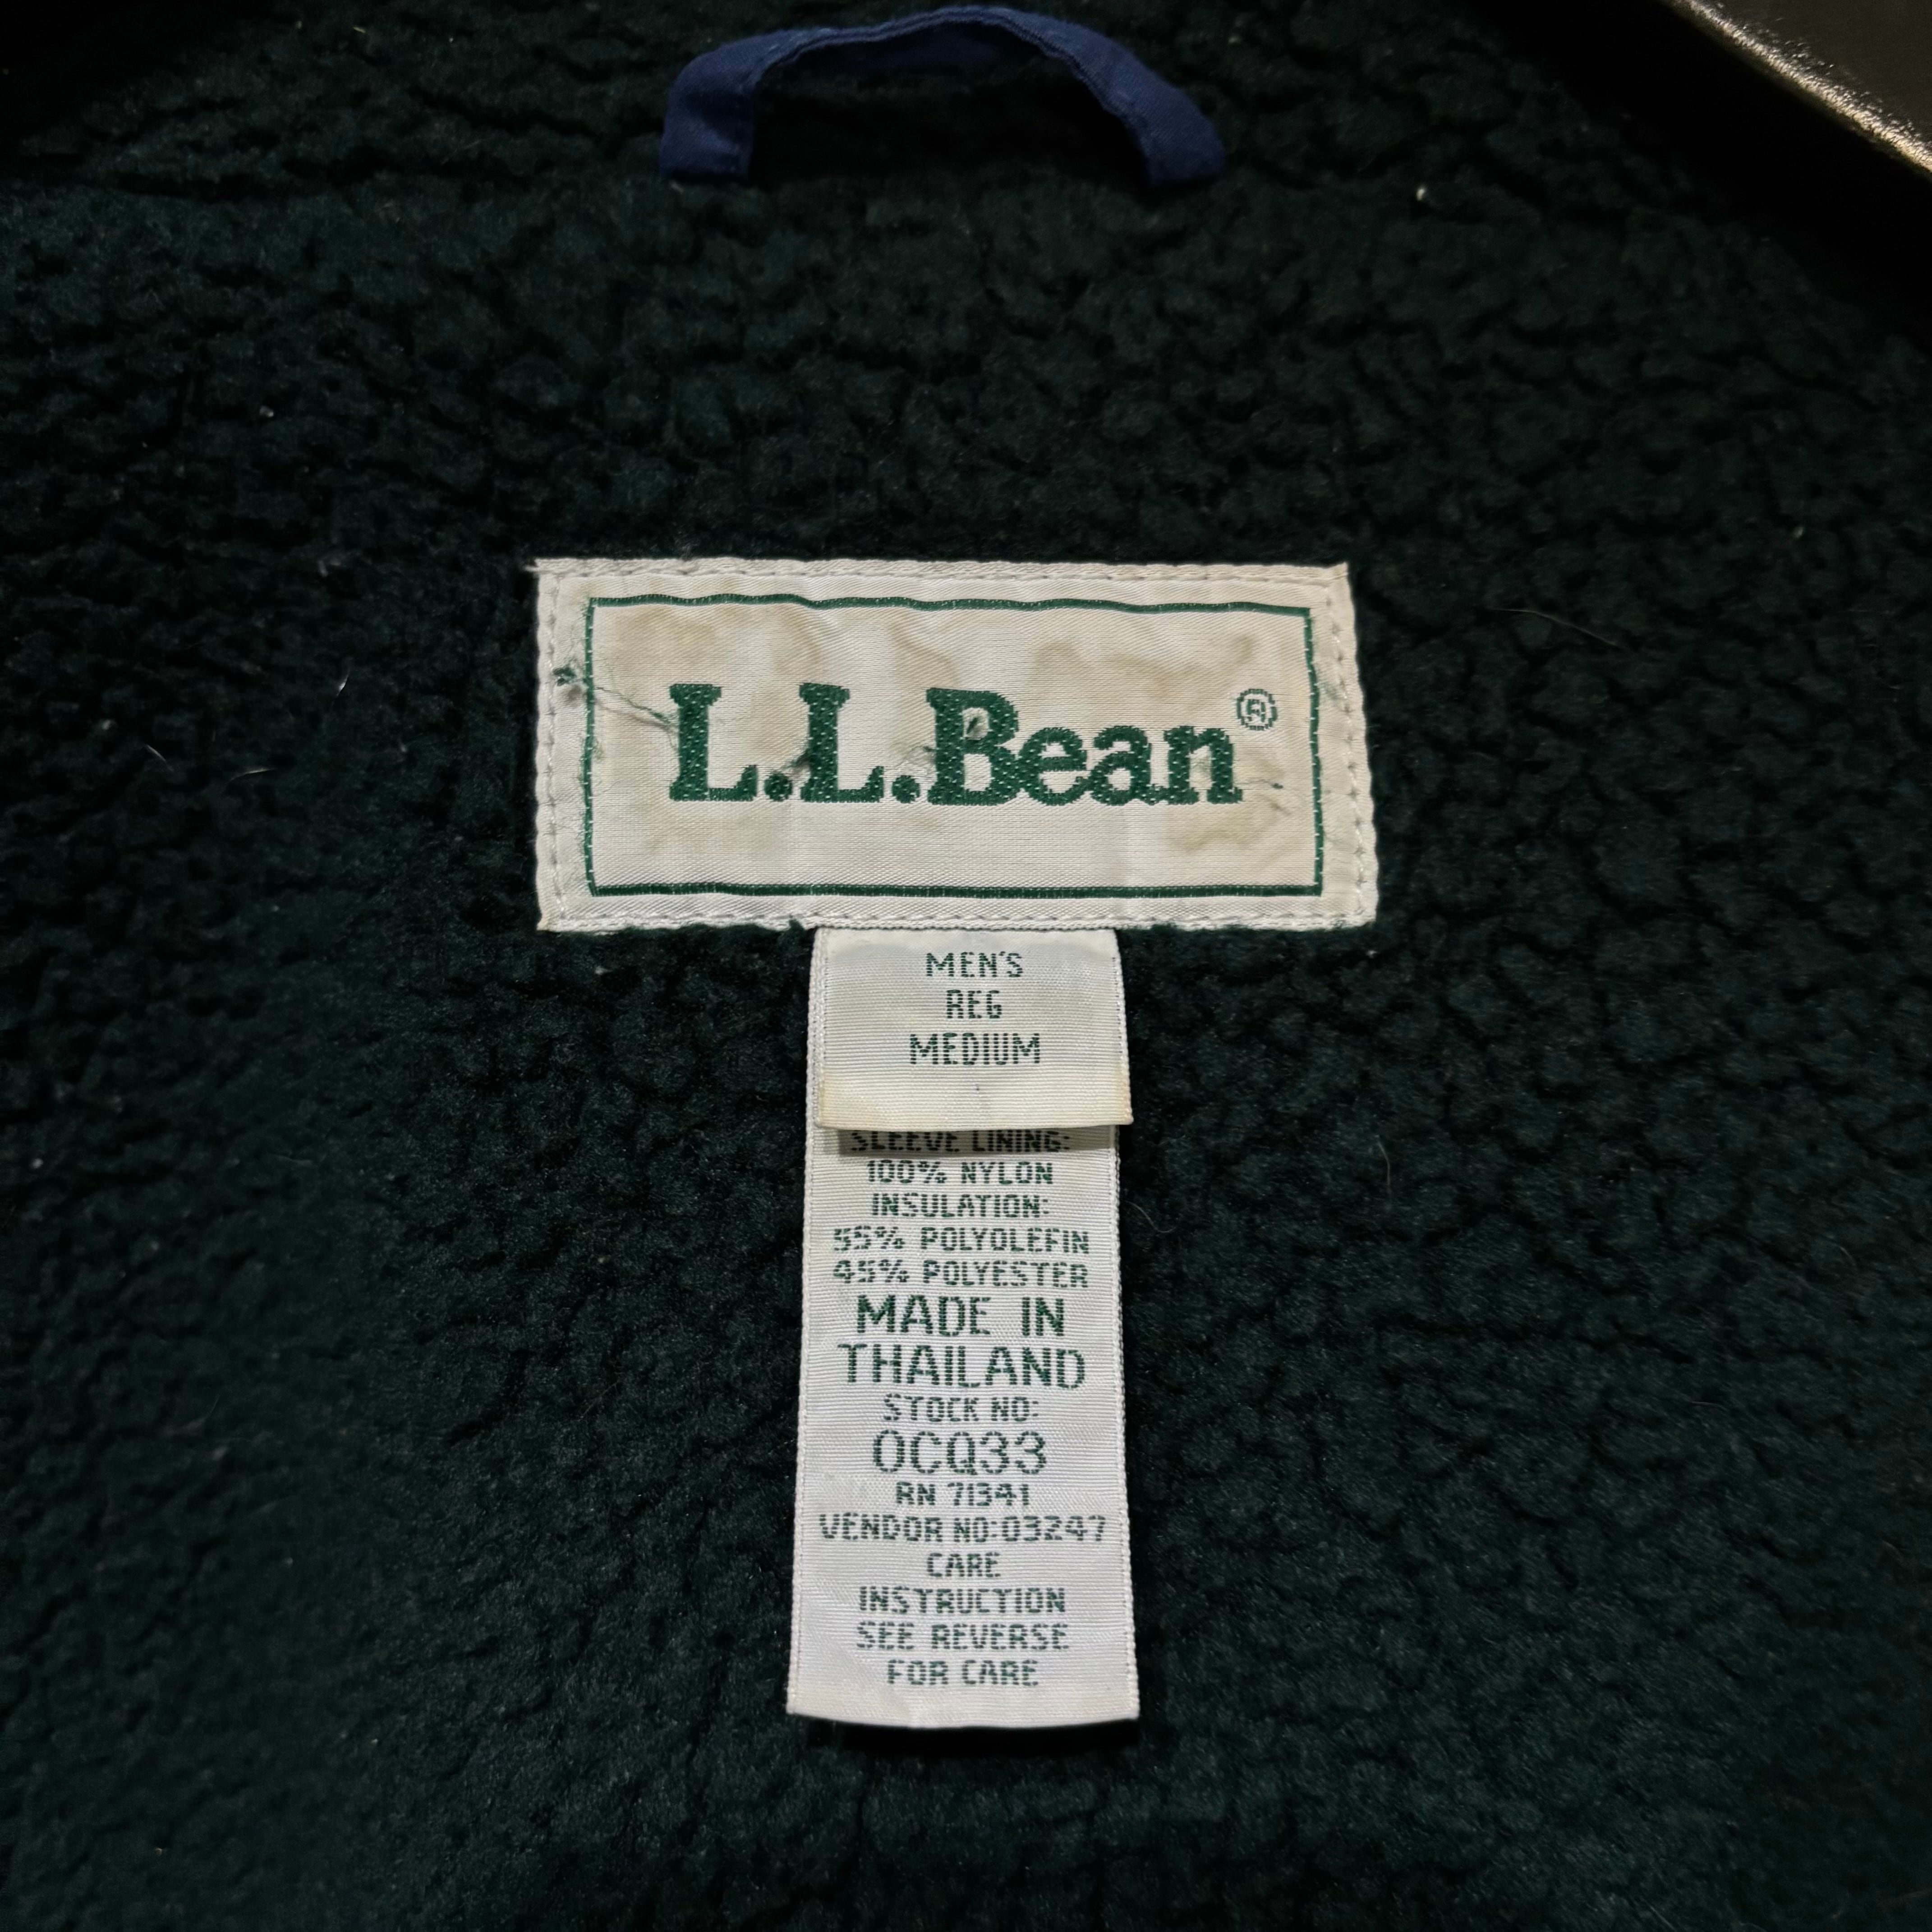 L.L.Bean®
MEN'S
REG
MEDIUM
SLEEVE LINING:
100% NYLON
INSULATION:
55% POLYOLEFIN
45% POLYESTER
MADE IN
THAILAND
STOCK NO:
0CQ33
RN 71341
VENDOR NO:03247
CARE
INSTRUCTION
SEE REVERSE
FOR CARE